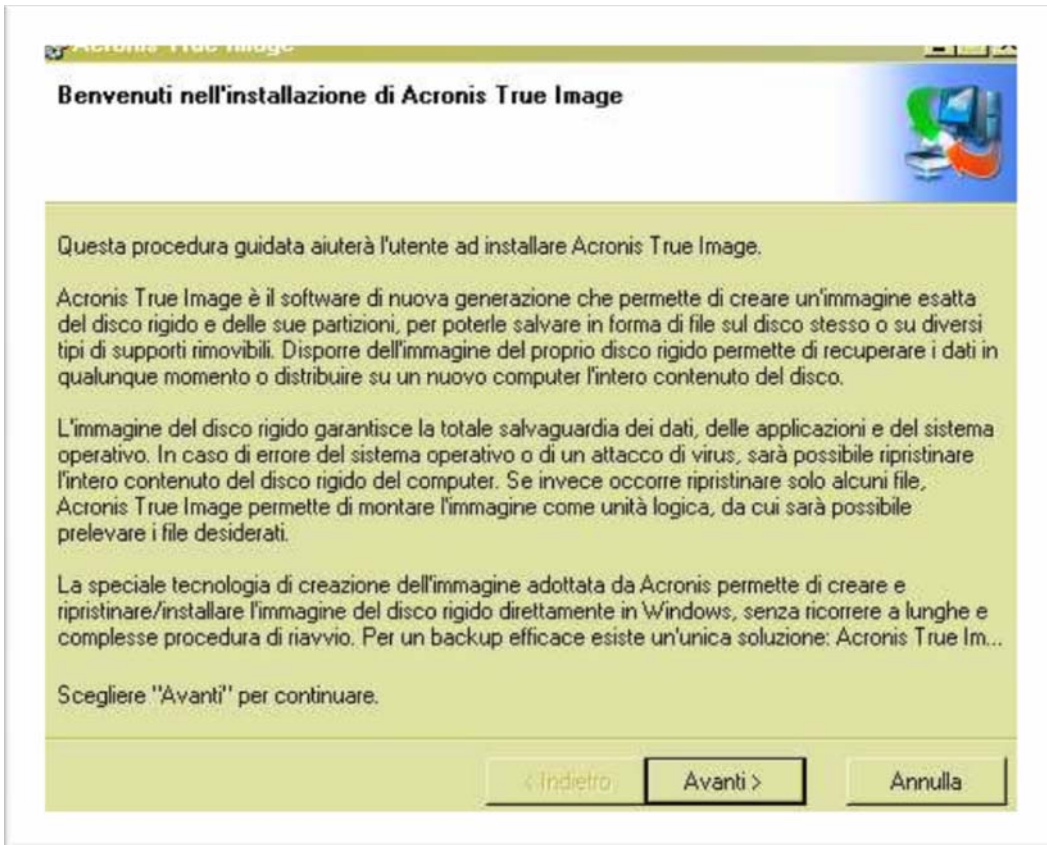 Acronis True Image
Benvenuti nell'installazione di Acronis True Image
Questa procedura guidata aiuterà l'utente ad installare Acronis True Image.
Acronis True Image è il software di nuova generazione che permette di creare un'immagine esatta
del disco rigido e delle sue partizioni, per poterle salvare in forma di file sul disco stesso o su diversi
tipi di supporti rimovibili. Disporre dell'immagine del proprio disco rigido permette di recuperare i dati in
qualunque momento o distribuire su un nuovo computer l'intero contenuto del disco.
L'immagine del disco rigido garantisce la totale salvaguardia dei dati, delle applicazioni e del sistema
operativo. In caso di errore del sistema operativo o di un attacco di virus, sarà possibile ripristinare
l'intero contenuto del disco rigido del computer. Se invece occorre ripristinare solo alcuni file,
Acronis True Image permette di montare l'immagine come unità logica, da cui sarà possibile
prelevare i file desiderati.
La speciale tecnologia di creazione dell'immagine adottata da Acronis permette di creare e
ripristinare/installare l'immagine del disco rigido direttamente in Windows, senza ricorrere a lunghe e
complesse procedura di riavvio. Per un backup efficace esiste un'unica soluzione: Acronis True Im...
Scegliere "Avanti" per continuare.
< Indietro
Avanti >
Annulla